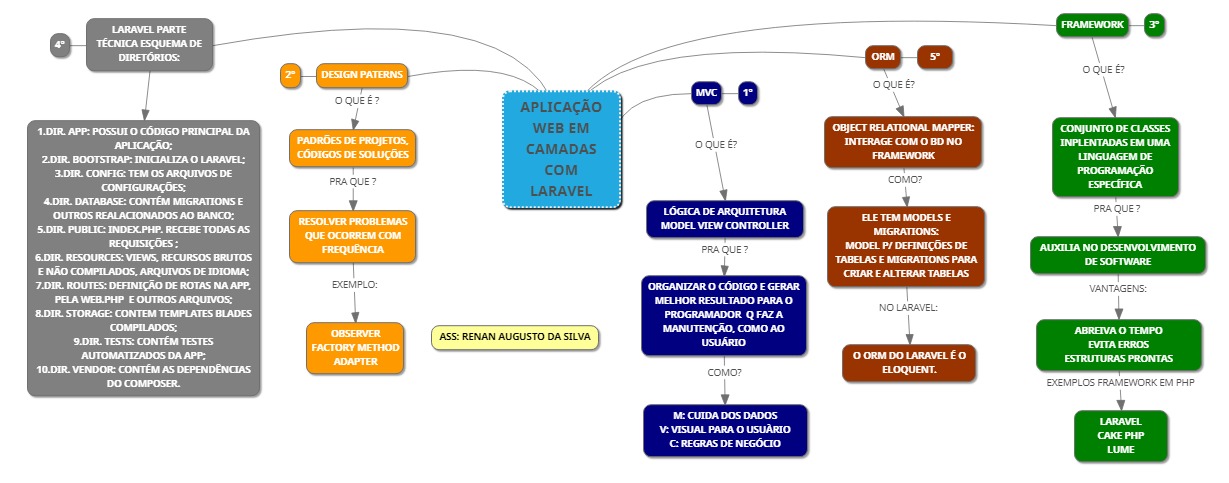 APLICAÇÃO
WEB EM
CAMADAS
COM
LARAVEL
4º
LARAVEL PARTE
TÉCNICA ESQUEMA DE
DIRETÓRIOS:
1.DIR. APP: POSSUI O CÓDIGO PRINCIPAL DA
APLICAÇÃO;
2.DIR. BOOTSTRAP: INICIALIZA O LARAVEL;
3.DIR. CONFIG: TEM OS ARQUIVOS DE
CONFIGURAÇÕES;
4.DIR. DATABASE: CONTÉM MIGRATIONS E
OUTROS REALACIONADOS AO BANCO;
5.DIR. PUBLIC: INDEX.PHP. RECEBE TODAS AS
REQUISIÇÕES ;
6.DIR. RESOURCES: VIEWS, RECURSOS BRUTOS
E NÃO COMPILADOS, ARQUIVOS DE IDIOMA;
7.DIR. ROUTES: DEFINIÇÃO DE ROTAS NA APP,
PELA WEB.PHP E OUTROS ARQUIVOS;
8.DIR. STORAGE: CONTEM TEMPLATES BLADES
COMPILADOS;
9.DIR. TESTS: CONTÉM TESTES
AUTOMATIZADOS DA APP;
10.DIR. VENDOR: CONTÉM AS DEPENDÊNCIAS
DO COMPOSER.
2º
DESIGN PATERNS
O QUE É ?
PADRÕES DE PROJETOS,
CÓDIGOS DE SOLUÇÕES
PRA QUE ?
RESOLVER PROBLEMAS
QUE OCORREM COM
FREQUÊNCIA
EXEMPLO:
OBSERVER
FACTORY METHOD
ADAPTER
ASS: RENAN AUGUSTO DA SILVA
MVC
1º
O QUE É?
LÓGICA DE ARQUITETURA
MODEL VIEW CONTROLLER
PRA QUE ?
ORGANIZAR O CÓDIGO E GERAR
MELHOR RESULTADO PARA O
PROGRAMADOR Q FAZ A
MANUTENÇÃO, COMO AO
USUÁRIO
COMO?
M: CUIDA DOS DADOS
V: VISUAL PARA O USUÀRIO
C: REGRAS DE NEGÓCIO
ORM
5º
O QUE É?
OBJECT RELATIONAL MAPPER:
INTERAGE COM O BD NO
FRAMEWORK
COMO?
ELE TEM MODELS E
MIGRATIONS:
MODEL P/ DEFINIÇÕES DE
TABELAS E MIGRATIONS PARA
CRIAR E ALTERAR TABELAS
NO LARAVEL:
O ORM DO LARAVEL É O
ELOQUENT.
FRAMEWORK
3º
O QUE É?
CONJUNTO DE CLASSES
INPLENTADAS EM UMA
LINGUAGEM DE
PROGRAMAÇÃO
ESPECÍFICA
PRA QUE ?
AUXILIA NO DESENVOLVIMENTO
DE SOFTWARE
VANTAGENS:
ABREIVA O TEMPO
EVITA ERROS
ESTRUTURAS PRONTAS
EXEMPLOS FRAMEWORK EM PHP
LARAVEL
CAKE PHP
LUME